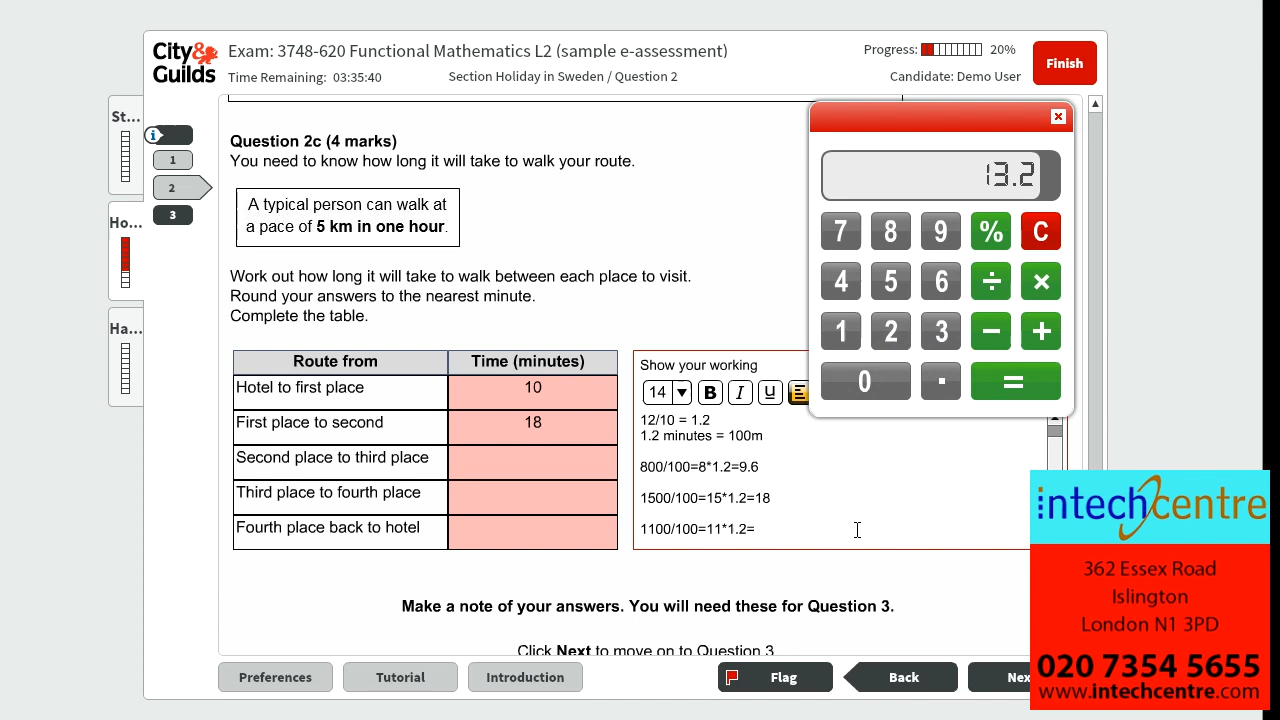 City&
Guilds
Exam: 3748-620 Functional Mathematics L2 (sample e-assessment)
Time Remaining: 03:35:40
Section Holiday in Sweden / Question 2
Progress: 20%
Candidate: Demo User
Finish
St...
Ho...
Ha...
i
1
2
3
Question 2c (4 marks)
You need to know how long it will take to walk your route.
A typical person can walk at
a pace of 5 km in one hour.
Work out how long it will take to walk between each place to visit.
Round your answers to the nearest minute.
Complete the table.
Route from Time (minutes)
Hotel to first place 10
First place to second 18
Second place to third place
Third place to fourth place
Fourth place back to hotel
Show your working
14 B I U
12/10 = 1.2
1.2 minutes = 100m
800/100=8*1.2=9.6
1500/100=15*1.2=18
1100/100=11*1.2=
13.2
7 8 9 % C
4 5 6 ÷ ×
1 2 3 − +
0 . =
Make a note of your answers. You will need these for Question 3.
Click Next to move on to Question 3
Preferences Tutorial Introduction Flag Back Nex
intechcentre
362 Essex Road
Islington
London N1 3PD
020 7354 5655
www.intechcentre.com